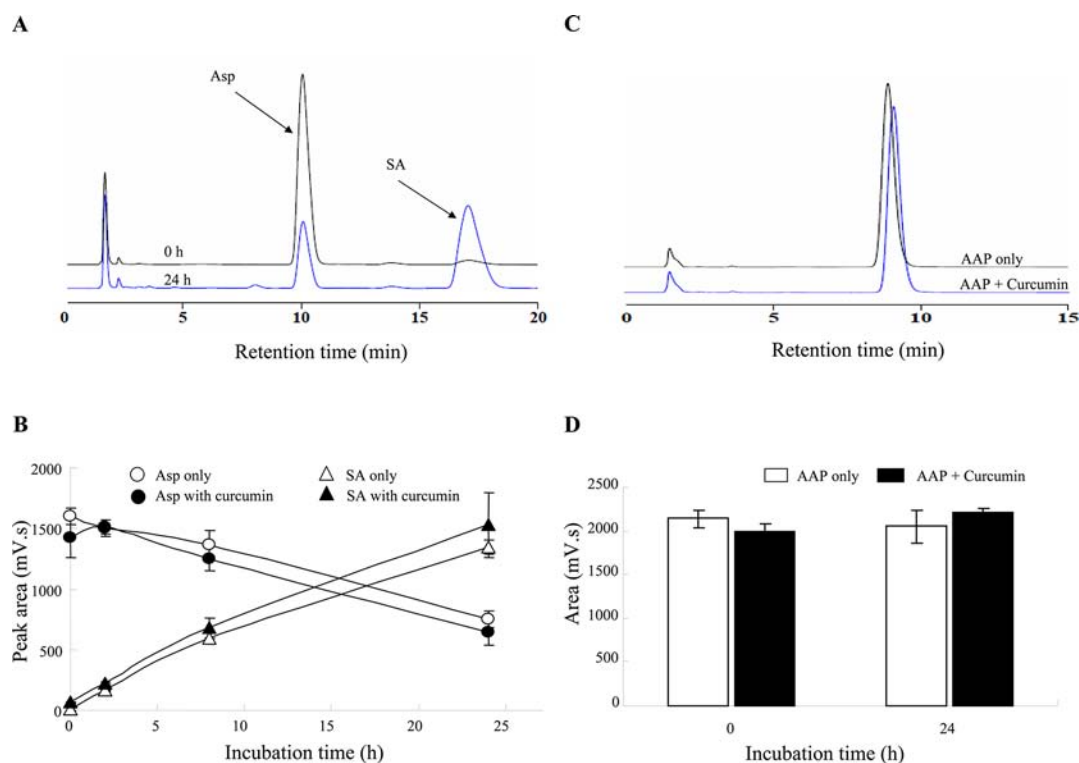 A
Asp
SA
0 h
24 h
0 5 10 15 20
Retention time (min)
C
AAP only
AAP + Curcumin
0 5 10 15
Retention time (min)
B
Asp only
SA only
Asp with curcumin
SA with curcumin
2000
1500
1000
500
0
0 5 10 15 20 25
Peak area (mV.s)
Incubation time (h)
D
AAP only
AAP + Curcumin
2500
2000
1500
1000
500
0
0 24
Area (mV.s)
Incubation time (h)